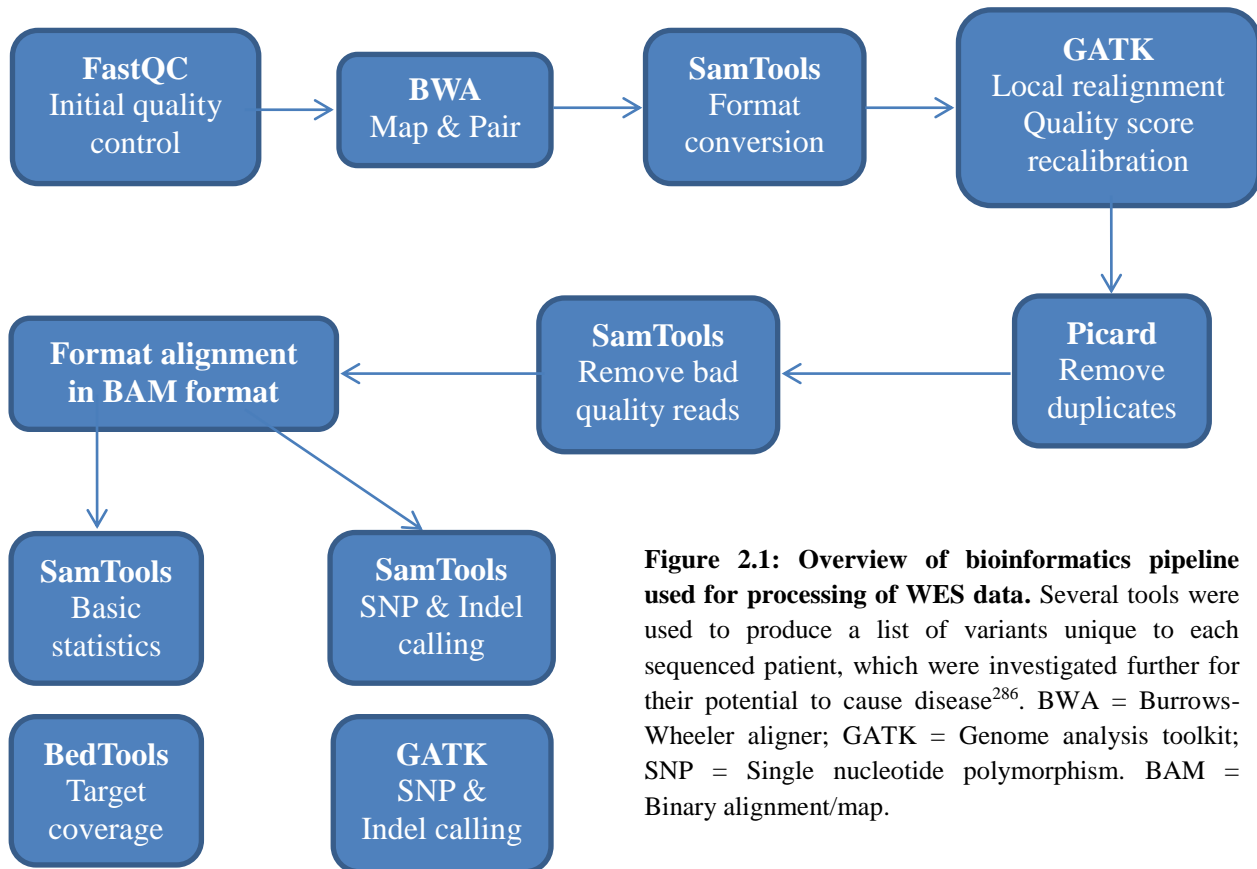 FastQC
Initial quality
control
BWA
Map & Pair
SamTools
Format
conversion
GATK
Local realignment
Quality score
recalibration
Picard
Remove
duplicates
SamTools
Remove bad
quality reads
Format alignment
in BAM format
SamTools
Basic
statistics
SamTools
SNP & Indel
calling
BedTools
Target
coverage
GATK
SNP &
Indel calling
Figure 2.1: Overview of bioinformatics pipeline
used for processing of WES data. Several tools were
used to produce a list of variants unique to each
sequenced patient, which were investigated further for
their potential to cause disease286. BWA = Burrows-
Wheeler aligner; GATK = Genome analysis toolkit;
SNP = Single nucleotide polymorphism. BAM =
Binary alignment/map.